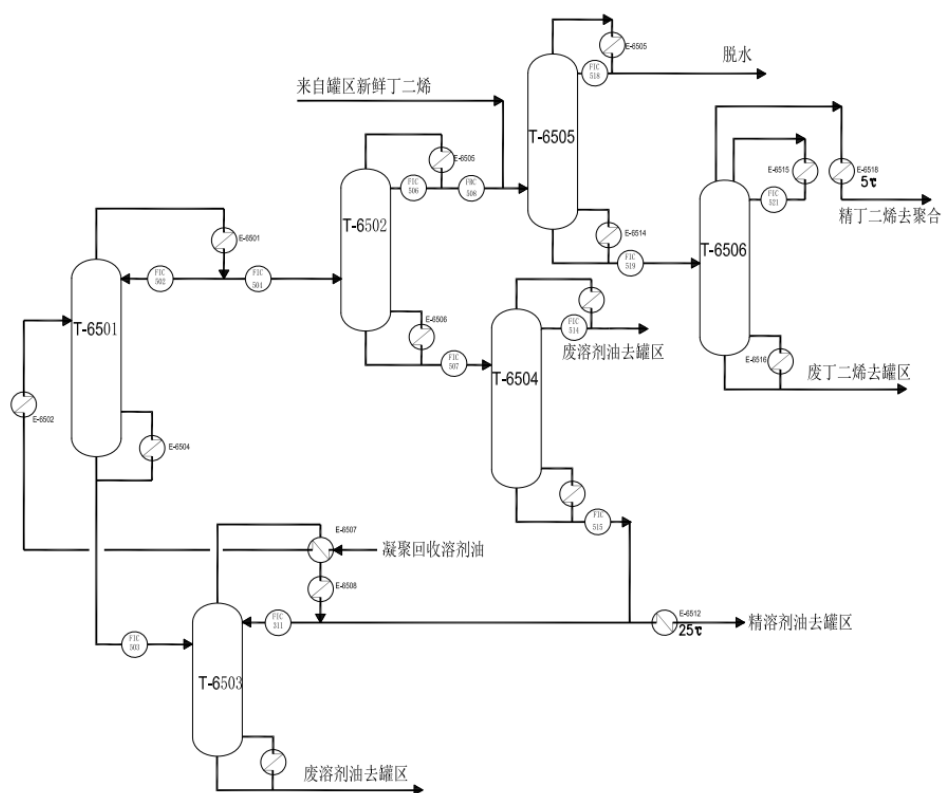 E-6505
FIC
518
脱水
来自罐区新鲜丁二烯
T-6505
E-6505
FIC
506
FRC
508
T-6502
E-6515
E-6518
5℃
FIC
521
精丁二烯去聚合
E-6501
E-6514
T-6506
FIC
519
FIC
502
FIC
504
T-6501
E-6506
FIC
514
废溶剂油去罐区
FIC
507
T-6504
E-6516
废丁二烯去罐区
E-6502
E-6504
FIC
515
E-6507
凝聚回收溶剂油
E-6508
FIC
511
E-6512
25℃
精溶剂油去罐区
FIC
503
T-6503
废溶剂油去罐区